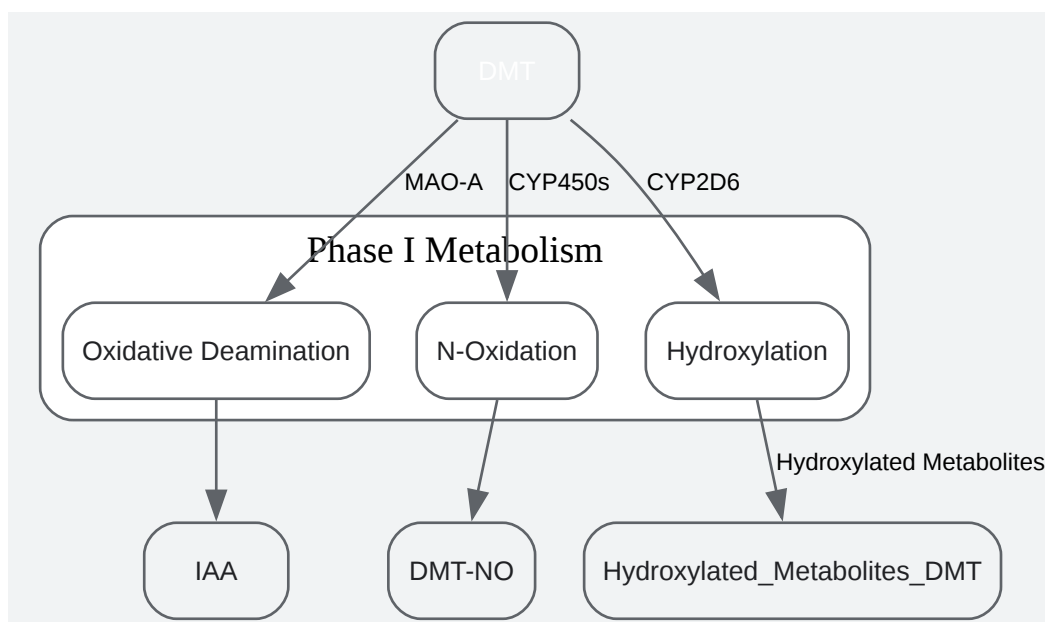 DMT
MAO-A
CYP450s
CYP2D6
Phase I Metabolism
Oxidative Deamination
N-Oxidation
Hydroxylation
Hydroxylated Metabolites
IAA
DMT-NO
Hydroxylated_Metabolites_DMT